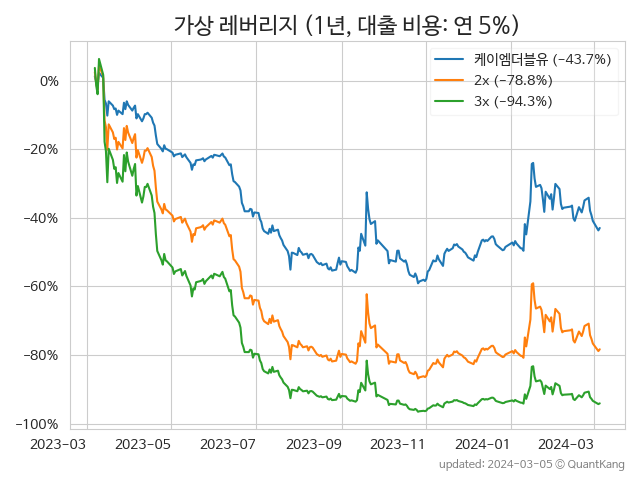 가상 레버리지 (1년, 대출 비용: 연 5%)
케이엠더블유 (−43.7%)
2x (−78.8%)
3x (−94.3%)
0%
−20%
−40%
−60%
−80%
−100%
2023-03 2023-05 2023-07 2023-09 2023-11 2024-01 2024-03
updated: 2024-03-05 ⓒ QuantKang